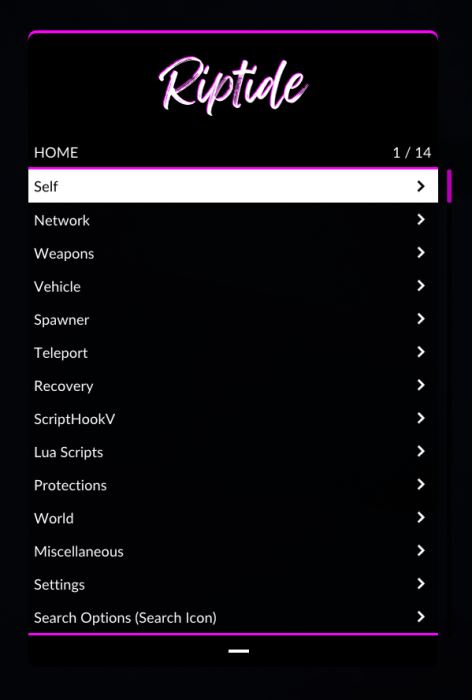 Riptide
HOME 1 / 14
Self
Network
Weapons
Vehicle
Spawner
Teleport
Recovery
ScriptHookV
Lua Scripts
Protections
World
Miscellaneous
Settings
Search Options (Search Icon)